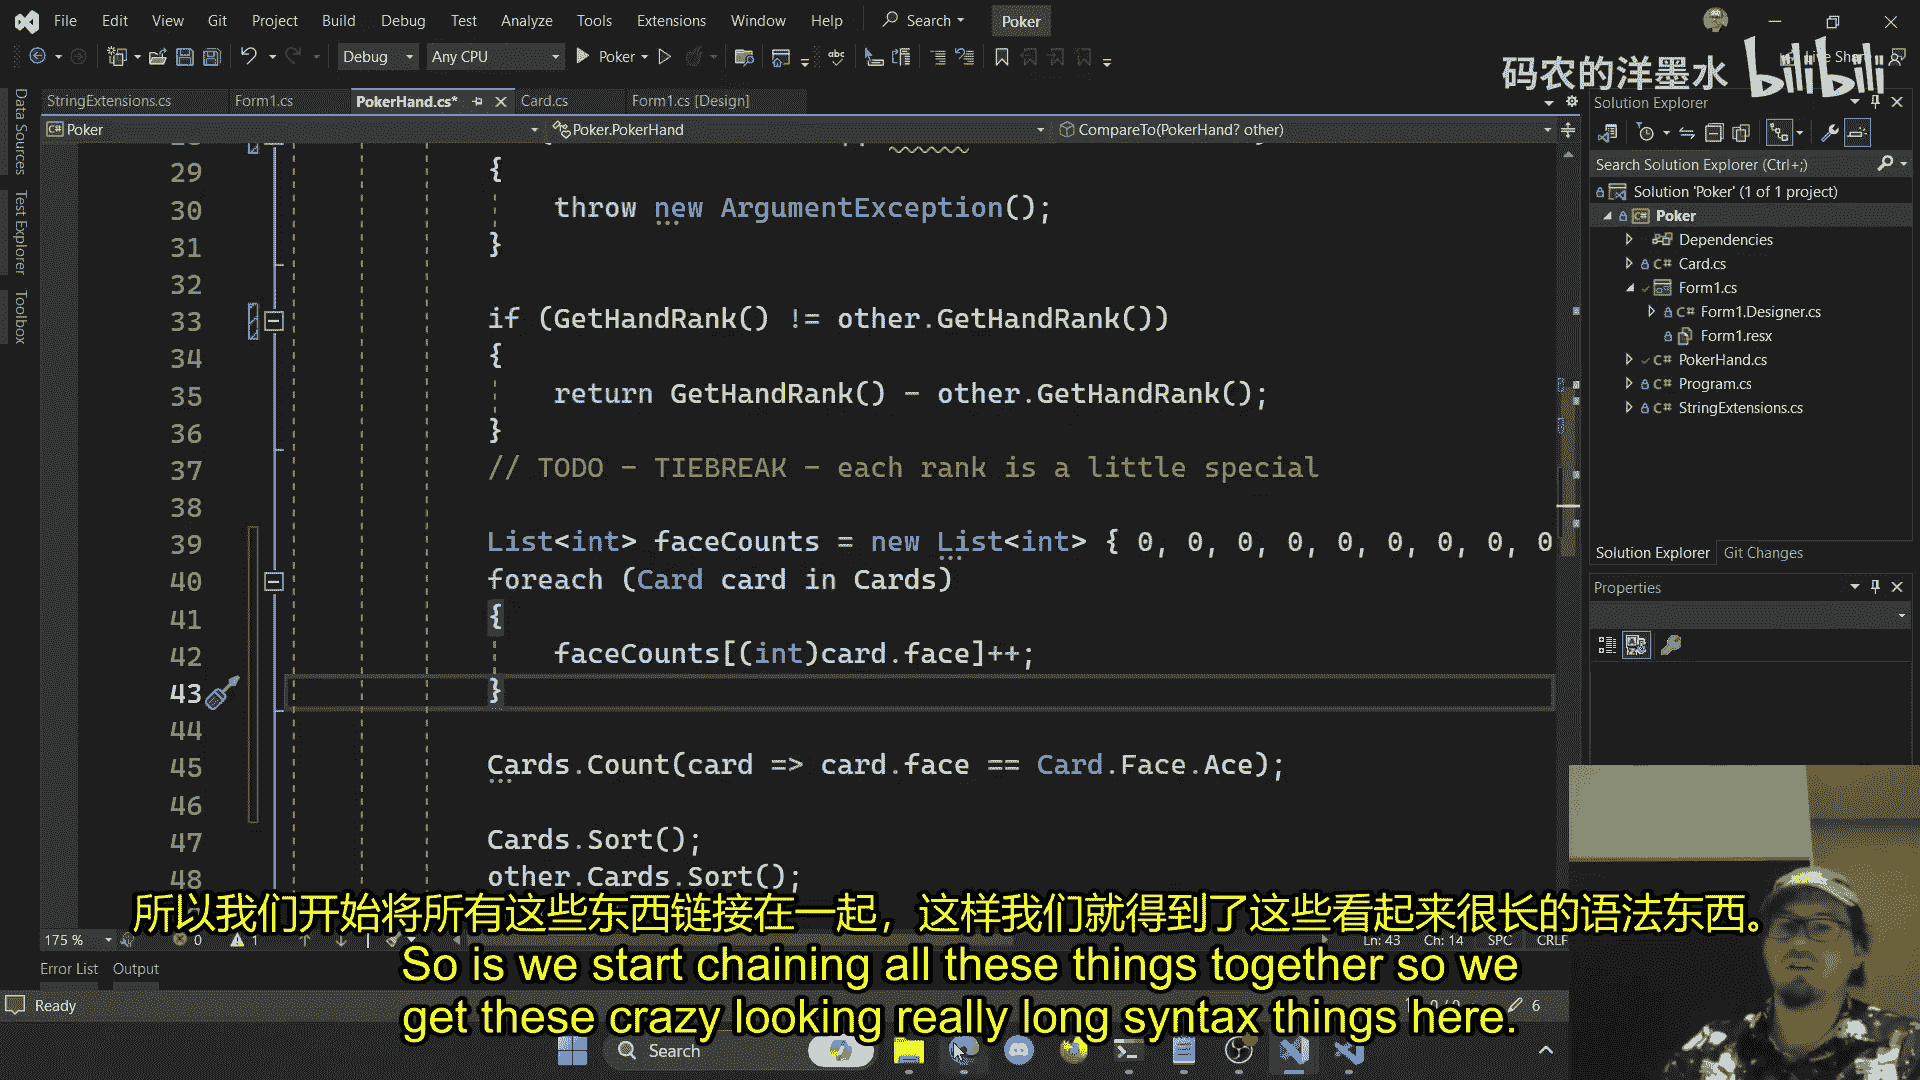 File Edit View Git Project Build Debug Test Analyze Tools Extensions Window Help Search Poker
Debug Any CPU Poker Live Share
码农的洋墨水 bilibili
StringExtensions.cs Form1.cs PokerHand.cs* Card.cs Form1.cs [Design]
Poker Poker.PokerHand CompareTo(PokerHand? other)
Data Sources
Test Explorer
Toolbox
29 {
30 throw new ArgumentException();
31 }
32
33 if (GetHandRank() != other.GetHandRank())
34 {
35 return GetHandRank() - other.GetHandRank();
36 }
37 // TODO - TIEBREAK - each rank is a little special
38
39 List<int> faceCounts = new List<int> { 0, 0, 0, 0, 0, 0, 0, 0, 0
40 foreach (Card card in Cards)
41 {
42 faceCounts[(int)card.face]++;
43 }
44
45 Cards.Count(card => card.face == Card.Face.Ace);
46
47 Cards.Sort();
48 other.Cards.Sort();
175 % 0 1 Ln: 43 Ch: 14 SPC CRLF
Error List Output
Ready 6
Solution Explorer
Search Solution Explorer (Ctrl+;)
Solution 'Poker' (1 of 1 project)
Poker
Dependencies
C# Card.cs
Form1.cs
C# Form1.Designer.cs
Form1.resx
C# PokerHand.cs
C# Program.cs
C# StringExtensions.cs
Solution Explorer Git Changes
Properties
所以我们开始将所有这些东西链接在一起，这样我们就得到了这些看起来很长的语法东西。
So is we start chaining all these things together so we
get these crazy looking really long syntax things here.
Search